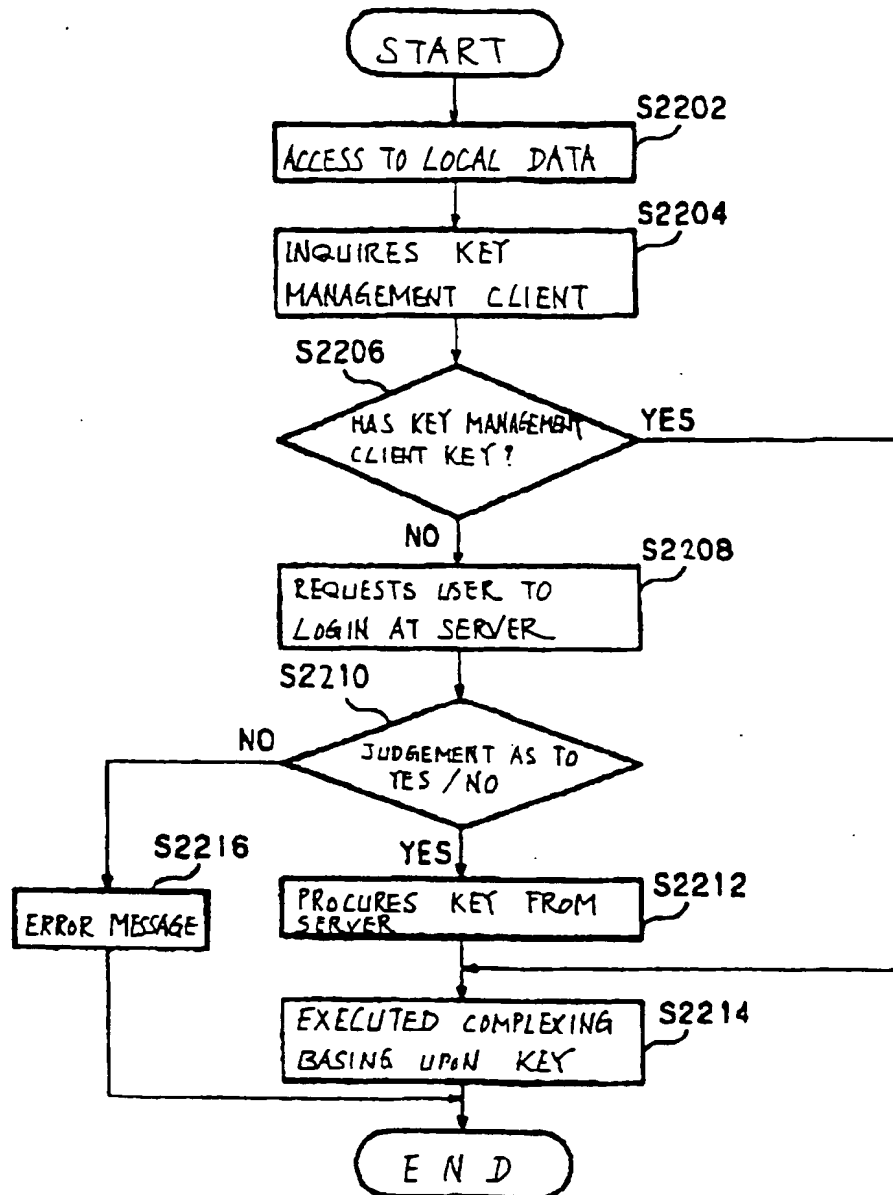 START
S2202
ACCESS TO LOCAL DATA
S2204
INQUIRES KEY
MANAGEMENT CLIENT
S2206
HAS KEY MANAGEMENT
CLIENT KEY?
YES
NO
S2208
REQUESTS USER TO
LOGIN AT SERVER
S2210
NO
JUDGEMENT AS TO
YES / NO
YES
S2216
ERROR MESSAGE
S2212
PROCURES KEY FROM
SERVER
S2214
EXECUTED COMPLEXING
BASING UPON KEY
END